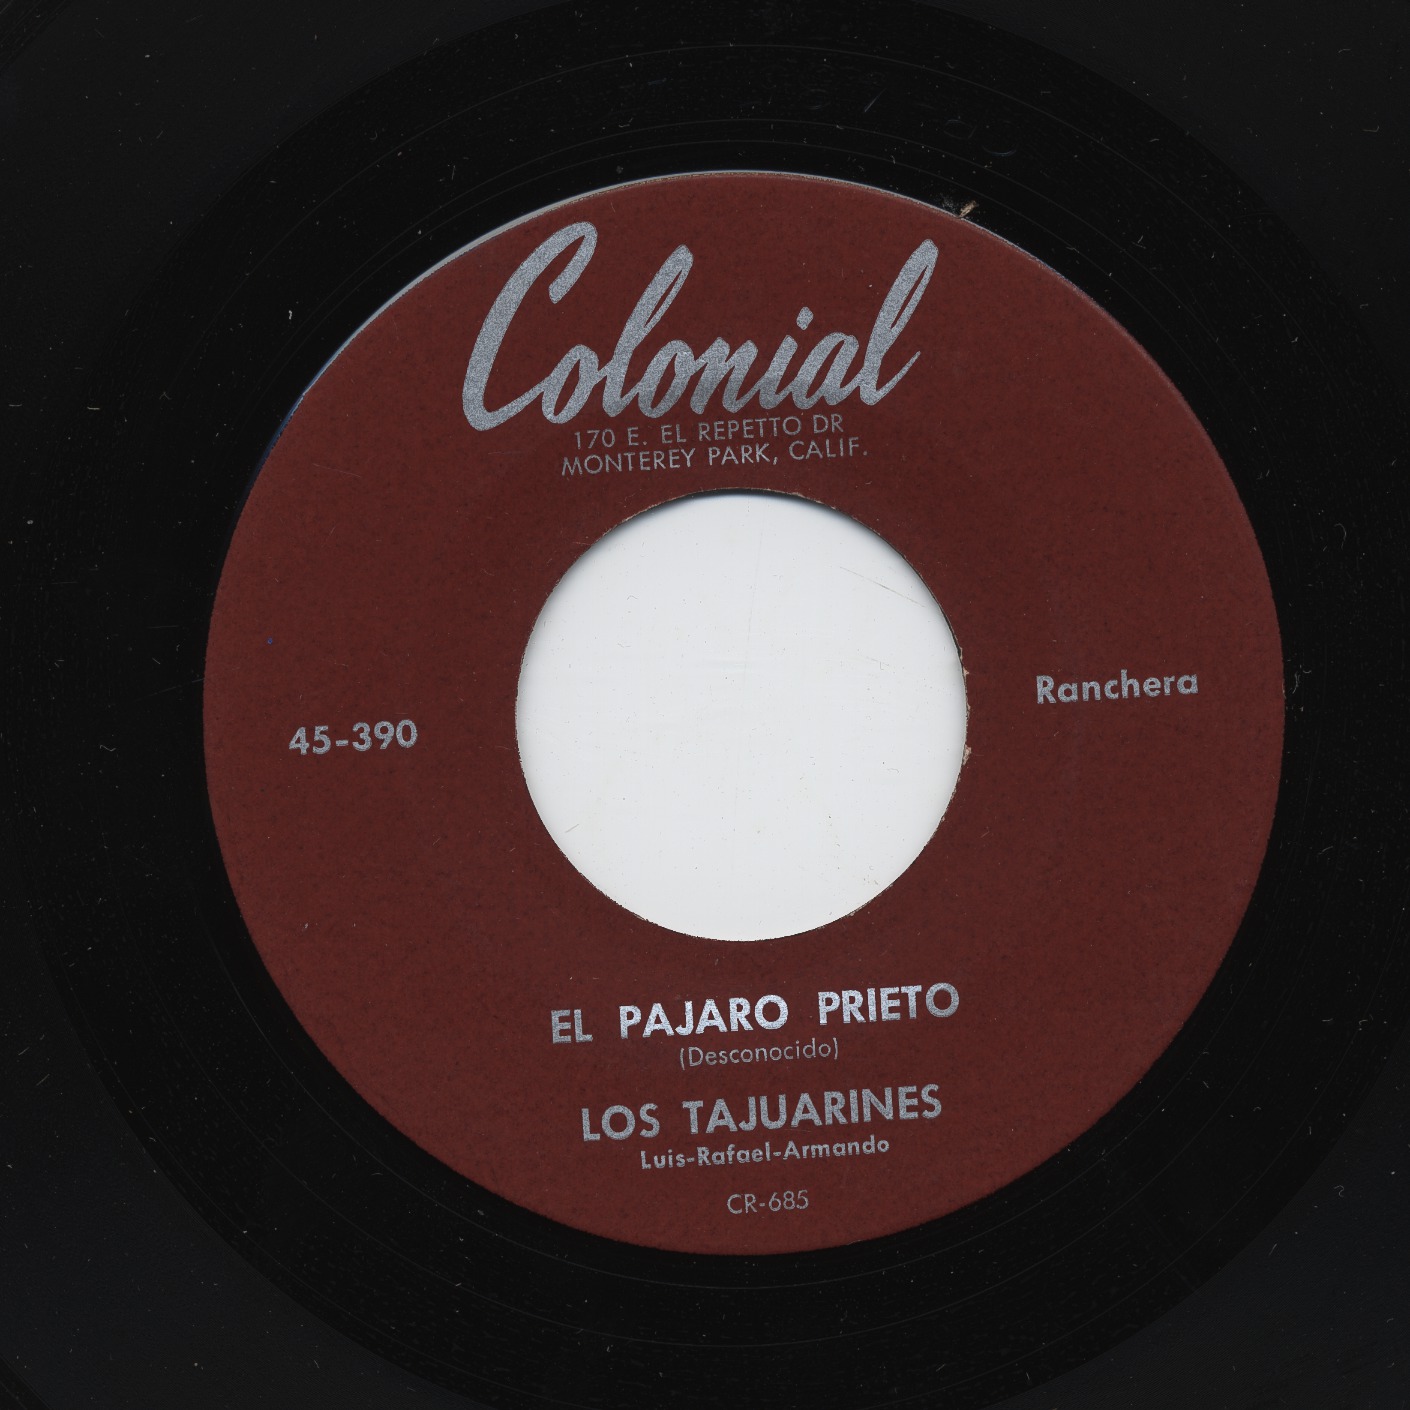 Colonial
170 E. EL REPETTO DR
MONTEREY PARK, CALIF.
Ranchera
45-390
EL PAJARO PRIETO
(Desconocido)
LOS TAJUARINES
Luis-Rafael-Armando
CR-685